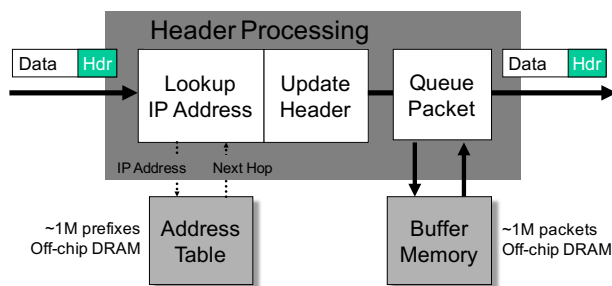 Header Processing
Data Hdr
Lookup
IP Address
Update
Header
Queue
Packet
Data Hdr
IP Address
Next Hop
~1M prefixes
Off-chip DRAM
Address
Table
Buffer
Memory
~1M packets
Off-chip DRAM